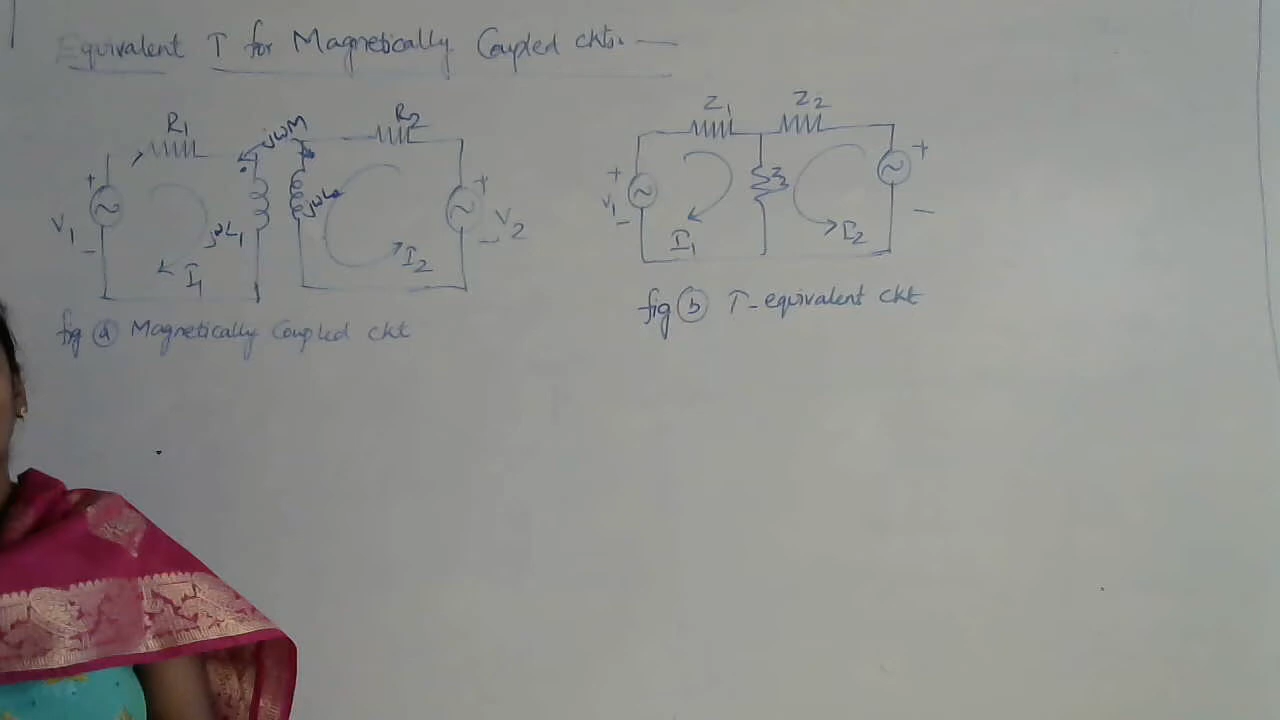 Equivalent T for Magnetically Coupled ckts. —
R1
jωM
R2
+
V1
−
jωL1
jωL2
I1
I2
+
V2
−
fig (a) Magnetically Coupled ckt
Z1
Z2
Z3
+
V1
−
I1
I2
+
−
fig (b) T-equivalent ckt